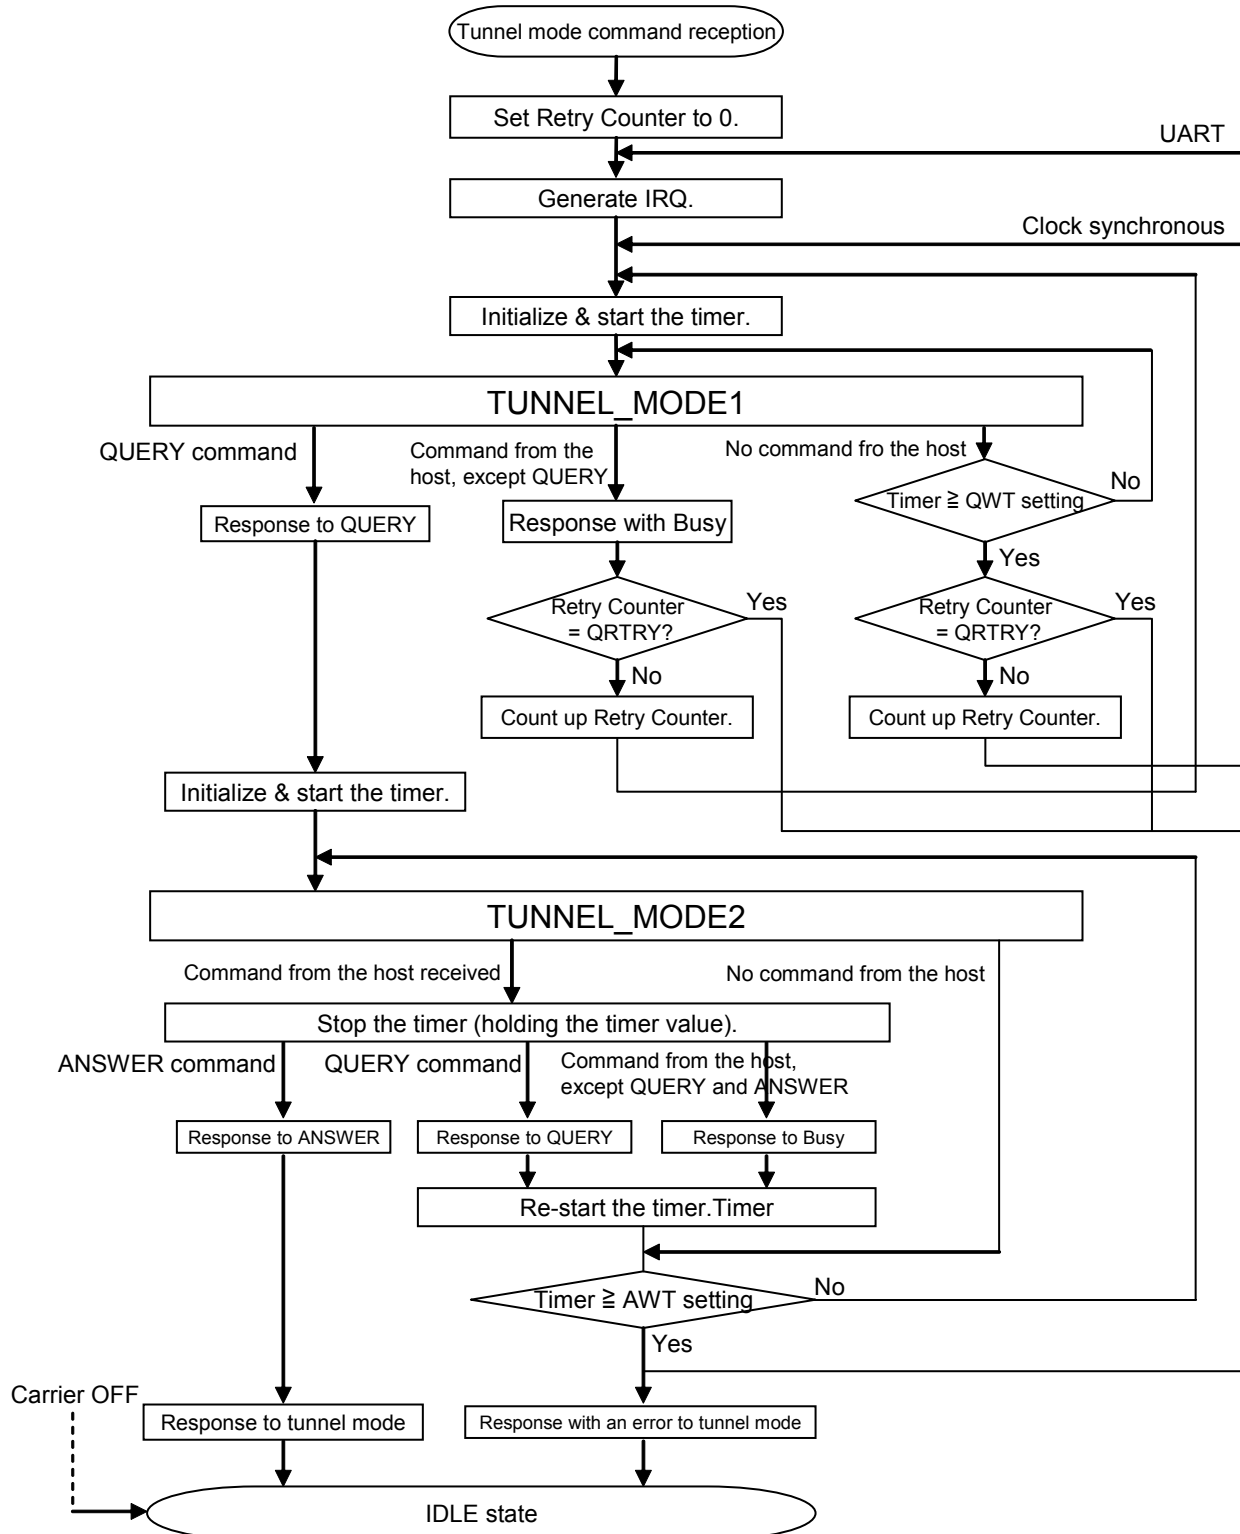 Tunnel mode command reception
Set Retry Counter to 0.
UART
Generate IRQ.
Clock synchronous
Initialize & start the timer.
TUNNEL_MODE1
QUERY command
Command from the
host, except QUERY
No command fro the host
No
Timer ≧ QWT setting
Response to QUERY
Response with Busy
Yes
Retry Counter
= QRTRY?
Yes
Retry Counter
= QRTRY?
Yes
No
No
Count up Retry Counter.
Count up Retry Counter.
Initialize & start the timer.
TUNNEL_MODE2
Command from the host received
No command from the host
Stop the timer (holding the timer value).
ANSWER command
QUERY command
Command from the host,
except QUERY and ANSWER
Response to ANSWER
Response to QUERY
Response to Busy
Re-start the timer.Timer
Timer ≧ AWT setting
No
Yes
Carrier OFF
Response to tunnel mode
Response with an error to tunnel mode
IDLE state